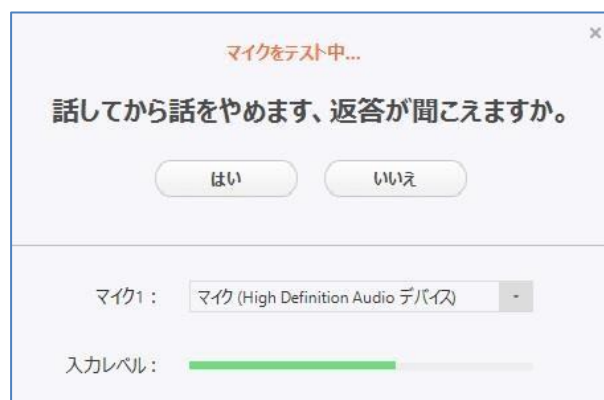 マイクをテスト中...
話してから話をやめます、返答が聞こえますか。
はい いいえ
マイク1： マイク (High Definition Audio デバイス)
入力レベル：